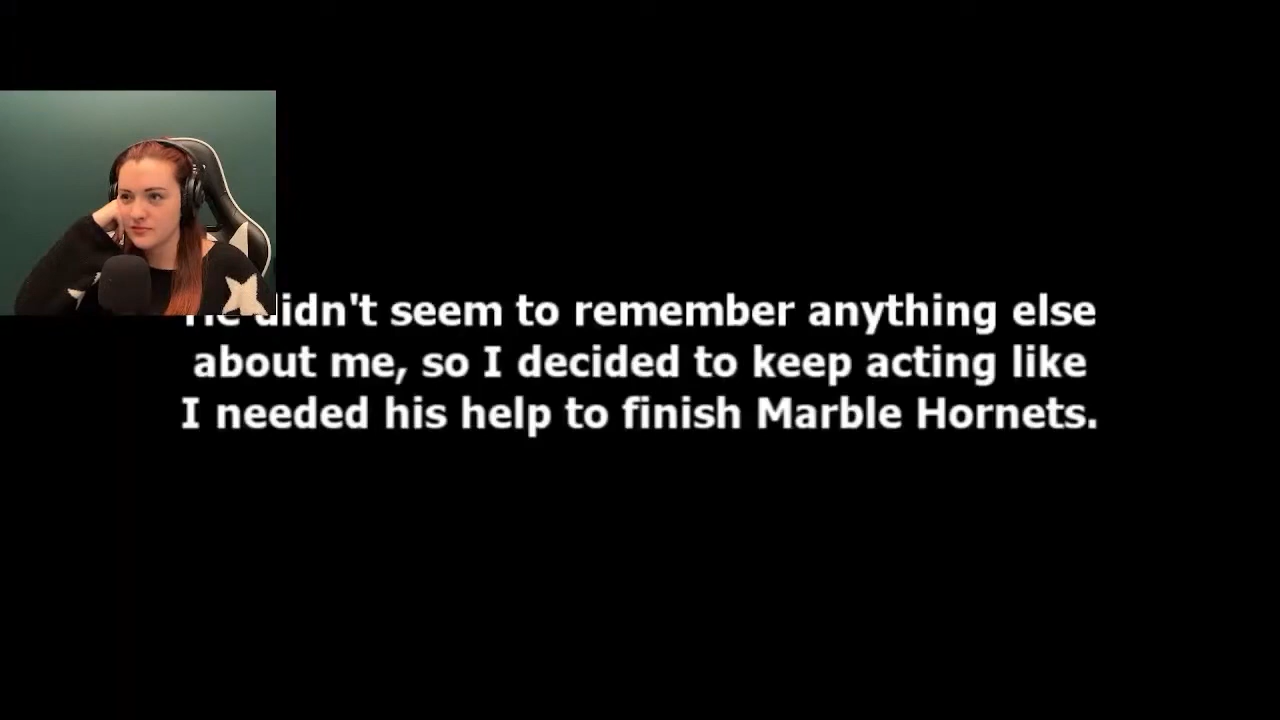 He didn't seem to remember anything else
about me, so I decided to keep acting like
I needed his help to finish Marble Hornets.